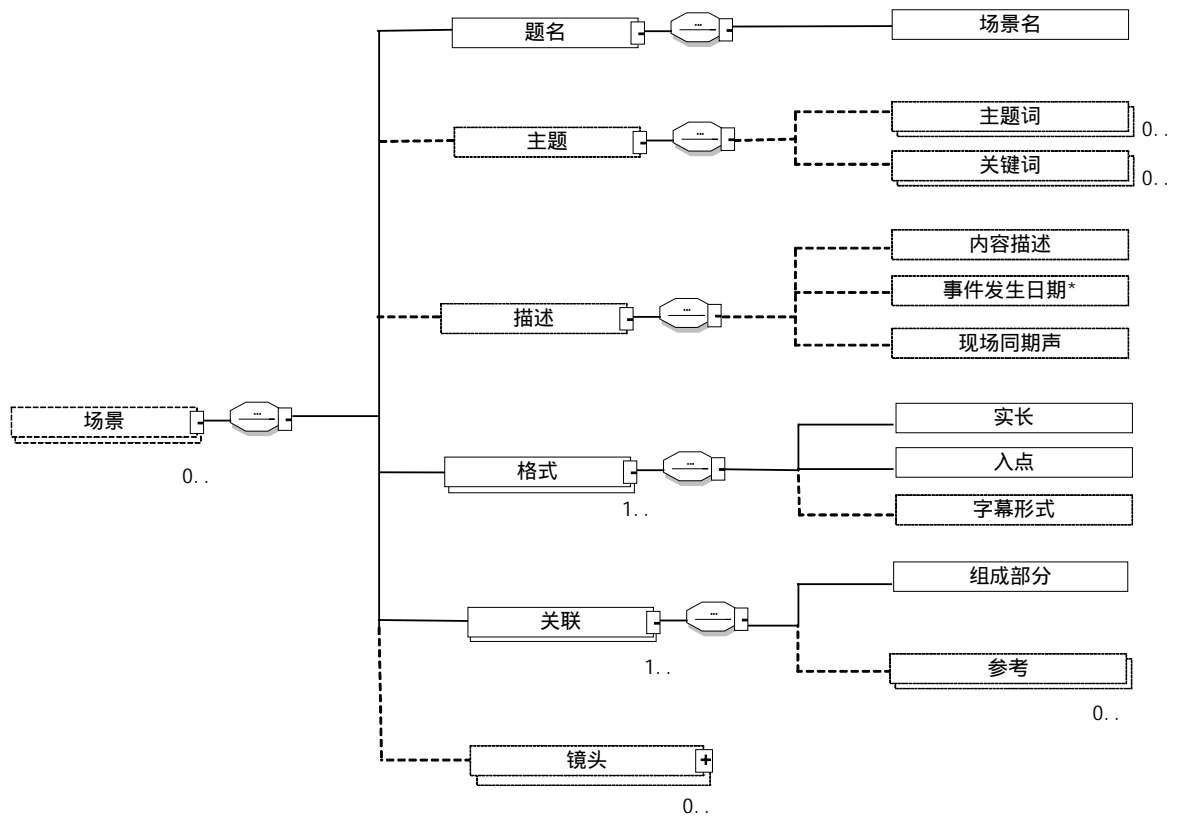 题名
场景名
主题
主题词
0..
关键词
0..
描述
内容描述
事件发生日期*
现场同期声
场景
0..
格式
1..
实长
入点
字幕形式
关联
1..
组成部分
参考
0..
镜头
0..